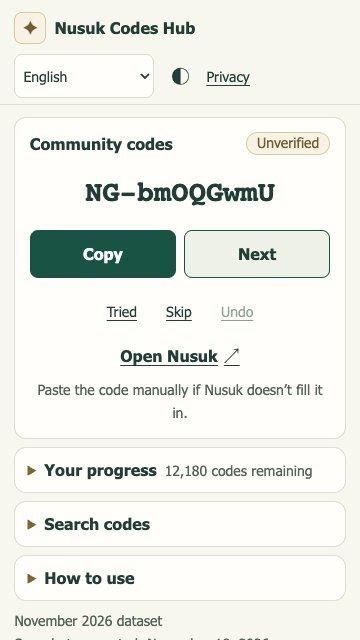 Nusuk Codes Hub
English
Privacy
Community codes
Unverified
NG-bmOQGwmU
Copy
Next
Tried
Skip
Undo
Open Nusuk ↗
Paste the code manually if Nusuk doesn’t fill it
in.
Your progress 12,180 codes remaining
Search codes
How to use
November 2026 dataset